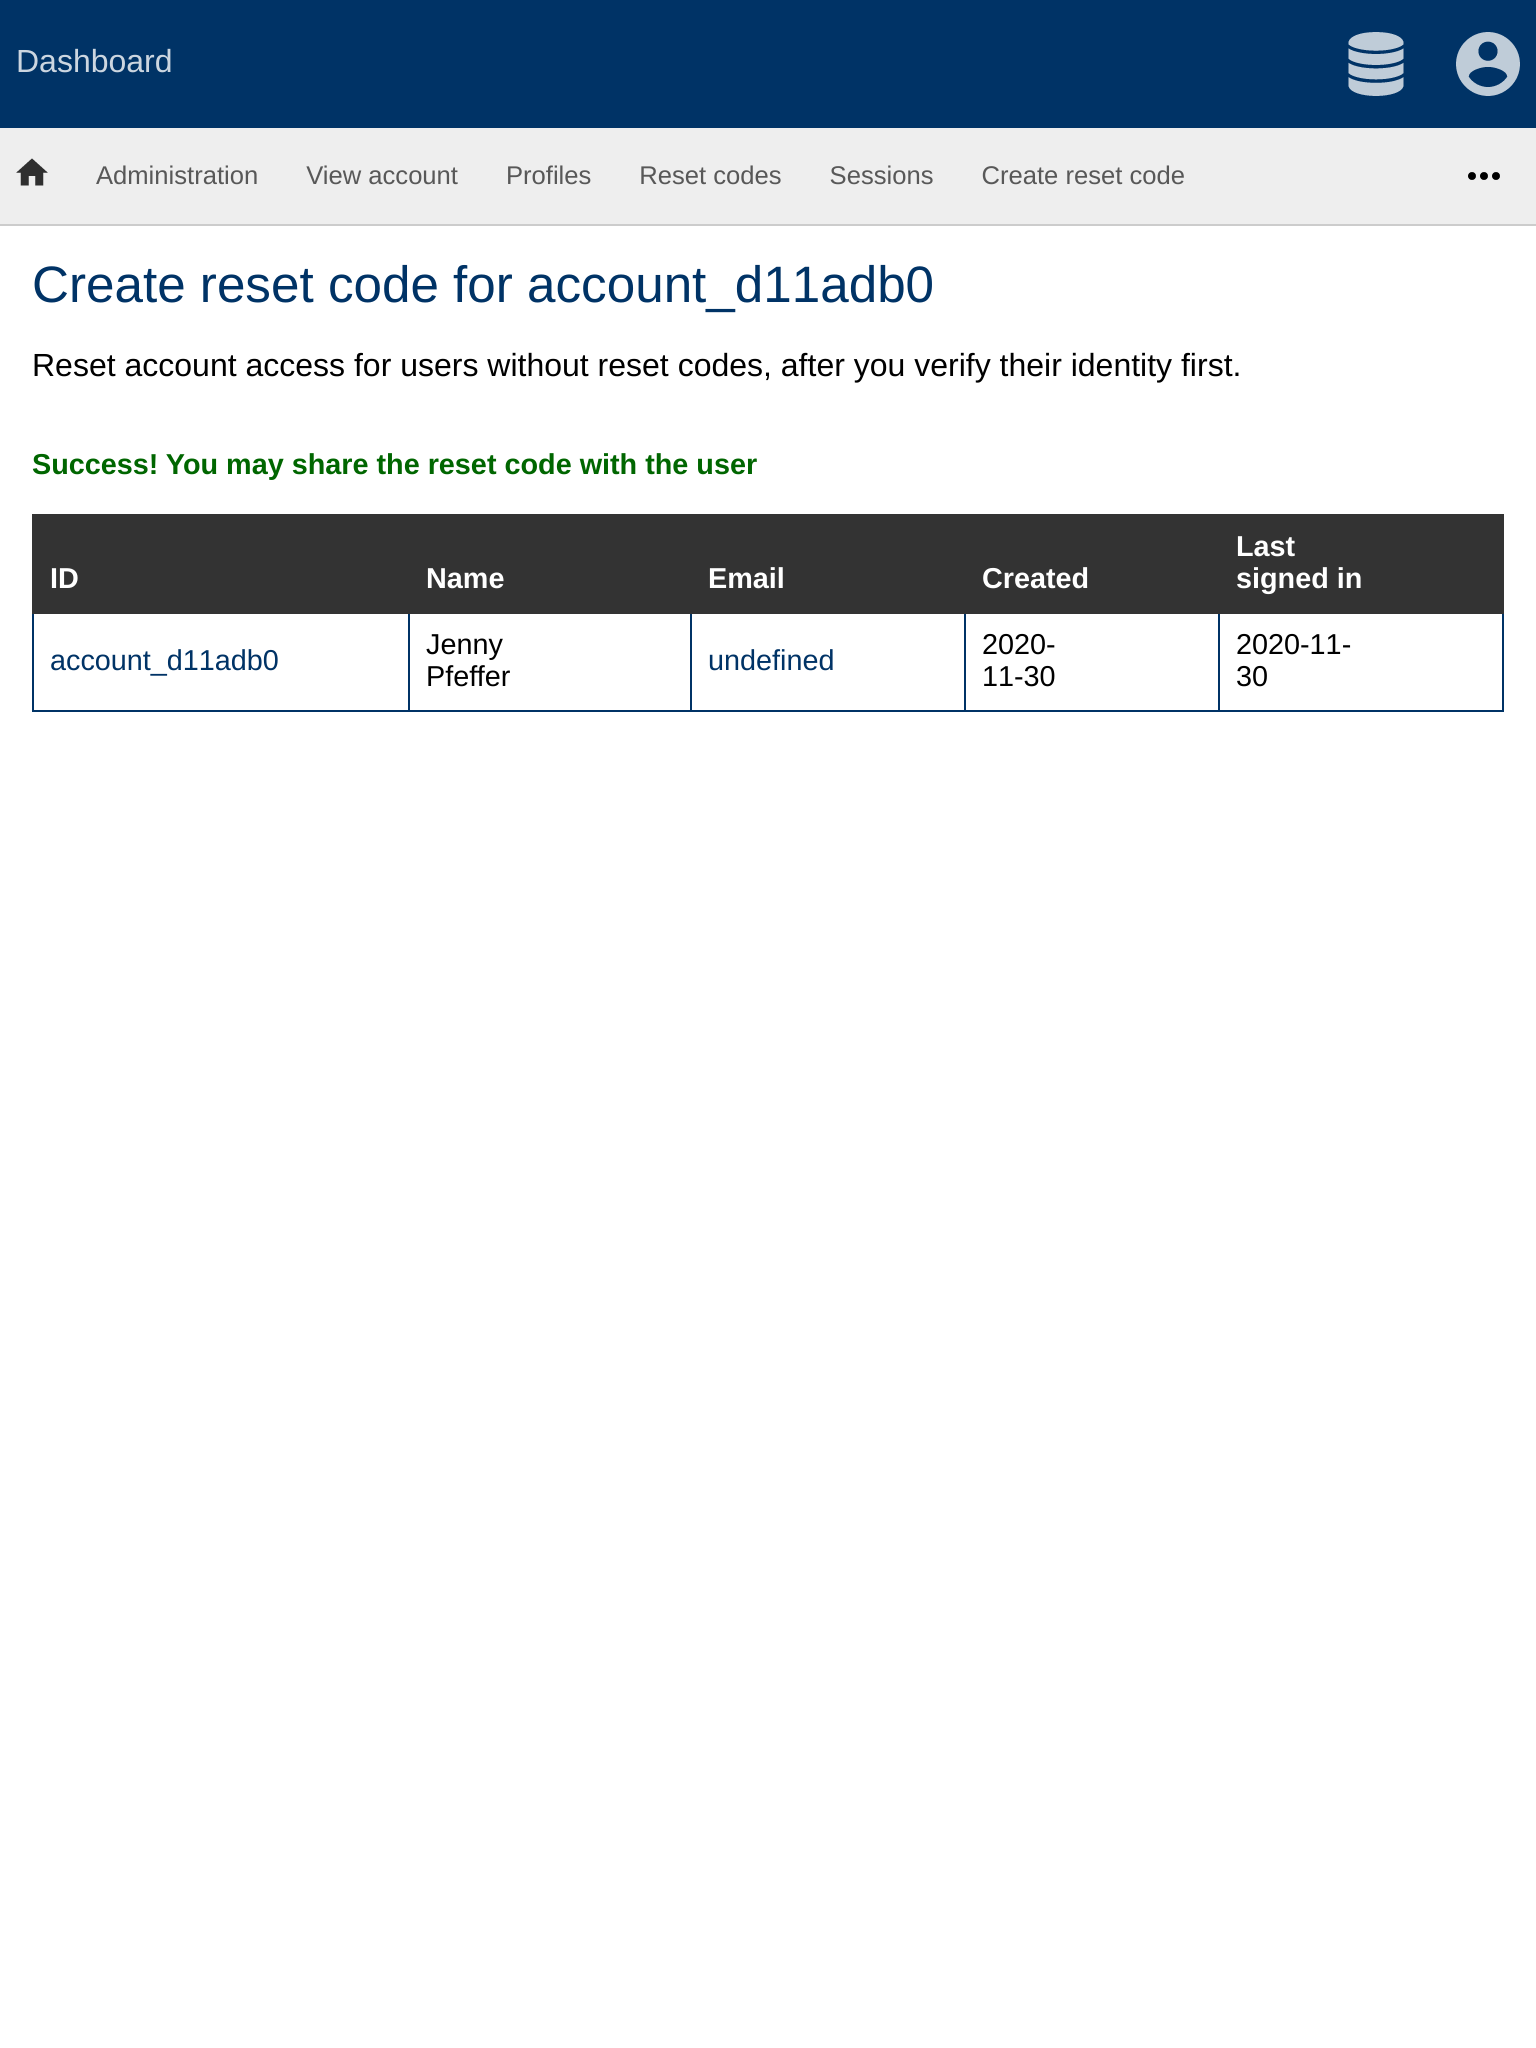 Dashboard
Administration View account Profiles Reset codes Sessions Create reset code
Create reset code for account_d11adb0
Reset account access for users without reset codes, after you verify their identity first.
Success! You may share the reset code with the user
ID Name Email Created Last
signed in
account_d11adb0 Jenny
Pfeffer undefined 2020-
11-30 2020-11-
30